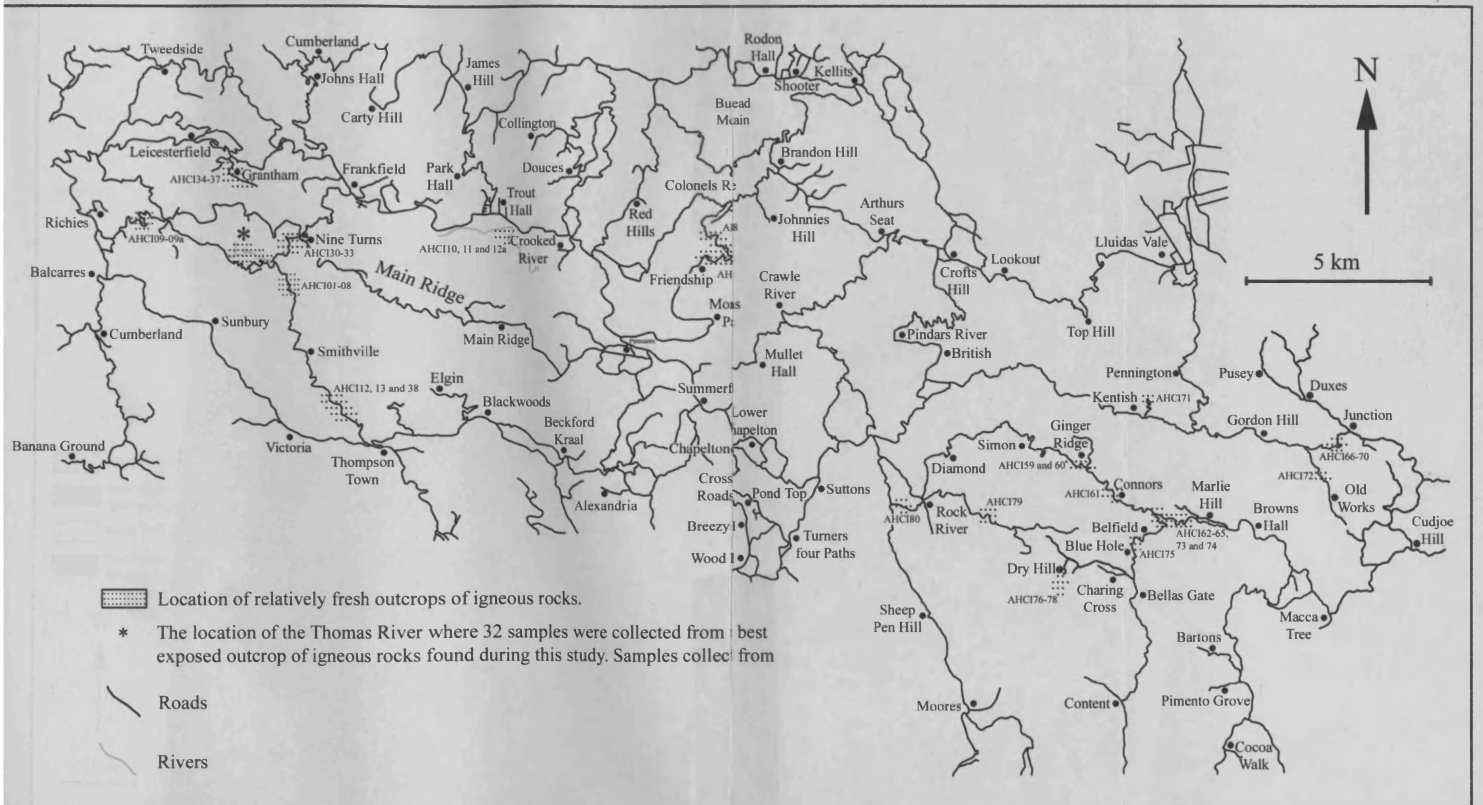 Tweedside
Cumberland
Johns Hall
Carty Hill
James
Hill
Rodon
Hall
Shooter
Kellits
Collington
Leicesterfield
Grantham
AHCI34-37
Frankfield
Park
Hall
Douces
Brandon Hill
Colonels
Trout
Hall
Red
Hills
Johnnies
Hill
Arthurs
Seat
Richies
AHCI09-09a
*
Nine Turns
AHCI30-33
AHCI10, 11 and 12a
Crooked
River
Friendship
Crofts
Hill
Lookout
Lluidas Vale
N
5 km
Balcarres
AHCI01-08
Main Ridge
Crawle
River
Top Hill
Cumberland
Sunbury
Smithville
Main Ridge
Pindars River
British
Mullet
Hall
AHCI12, 13 and 38
Elgin
Blackwoods
Beckford
Kraal
Summerf
Pennington
Pusey
Duxes
Kentish
AHCI71
Gordon Hill
Junction
AHCI66-70
Banana Ground
Victoria
Thompson
Town
Chapelton
Lower
Alexandria
Cross
Roads
Pond Top
Suttons
Diamond
Simon
Ginger
Ridge
AHCI59 and 60
AHCI61
Connors
AHCI72
Old
Works
AHCI80
Rock
River
AHCI79
Marlie
Hill
Browns
Hall
Cudjoe
Hill
Breezy
Wood
Turners
four Paths
Belfield
Blue Hole
AHCI62-65,
73 and 74
AHCI75
Dry Hill
AHCI76-78
Charing
Cross
Bellas Gate
Sheep
Pen Hill
Macca
Tree
Bartons
Moores
Content
Pimento Grove
Cocoa
Walk
Location of relatively fresh outcrops of igneous rocks.
* The location of the Thomas River where 32 samples were collected from best
exposed outcrop of igneous rocks found during this study. Samples collec from
Roads
Rivers